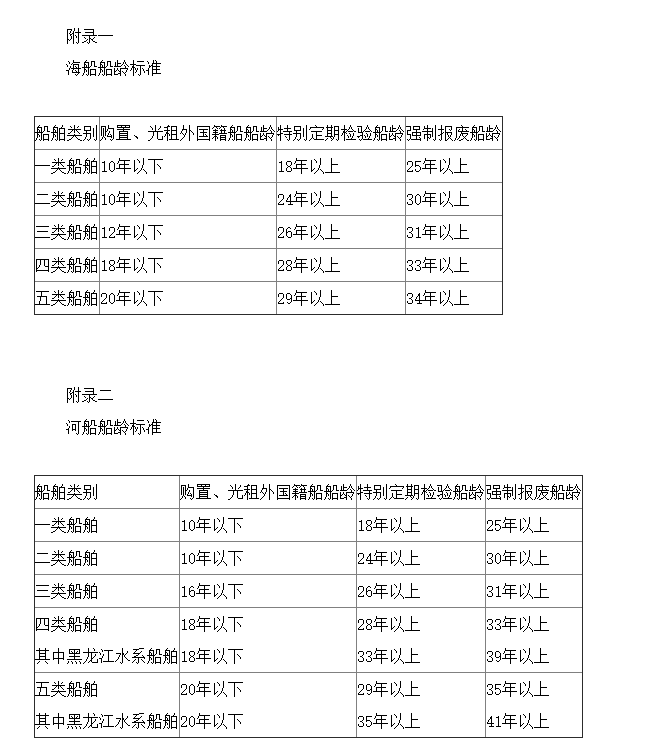 附录一
海船船龄标准
船舶类别 购置、光租外国籍船船龄 特别定期检验船龄 强制报废船龄
一类船舶 10年以下 18年以上 25年以上
二类船舶 10年以下 24年以上 30年以上
三类船舶 12年以下 26年以上 31年以上
四类船舶 18年以下 28年以上 33年以上
五类船舶 20年以下 29年以上 34年以上
附录二
河船船龄标准
船舶类别 购置、光租外国籍船船龄 特别定期检验船龄 强制报废船龄
一类船舶 10年以下 18年以上 25年以上
二类船舶 10年以下 24年以上 30年以上
三类船舶 16年以下 26年以上 31年以上
四类船舶 18年以下 28年以上 33年以上
其中黑龙江水系船舶 18年以下 33年以上 39年以上
五类船舶 20年以下 29年以上 35年以上
其中黑龙江水系船舶 20年以下 35年以上 41年以上